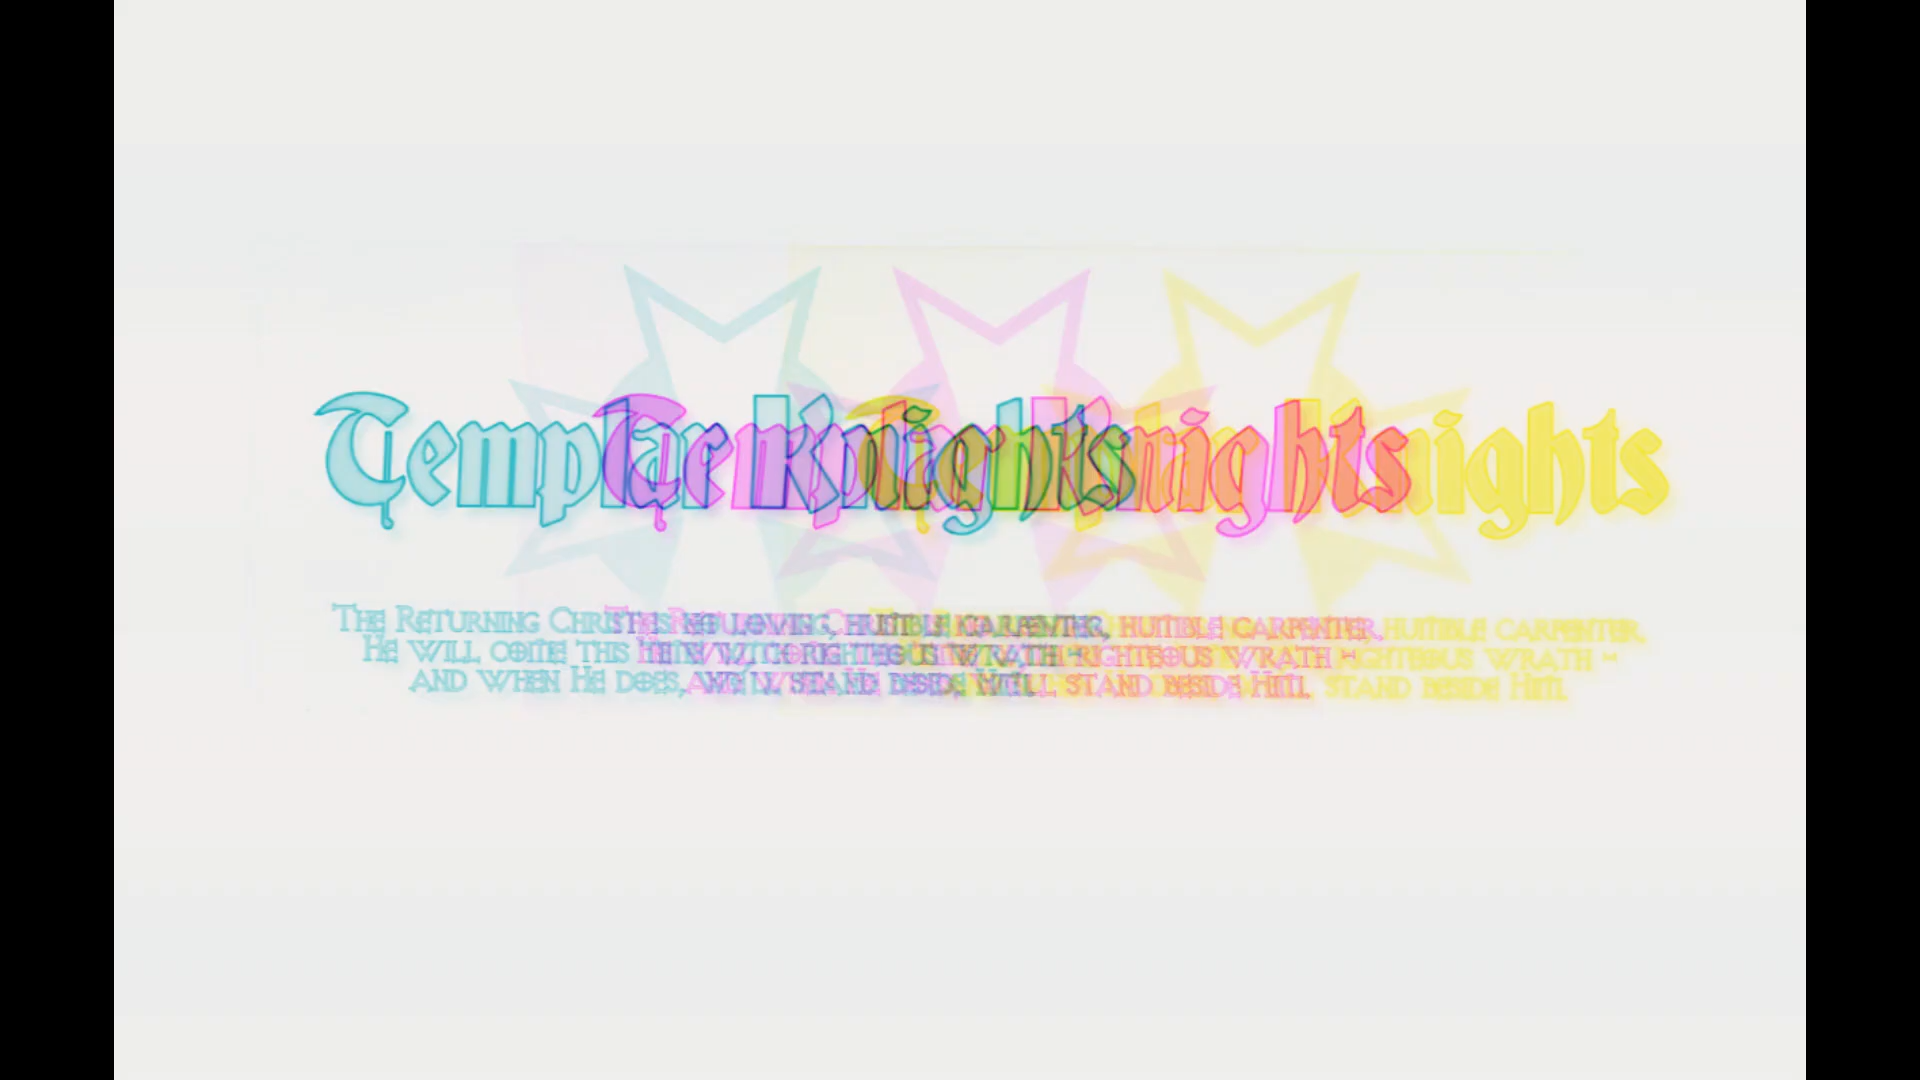 Templar Knights
The Returning Christ is no loving, humble carpenter,
He will come this time with righteous wrath -
and when He does, we will stand beside Him.